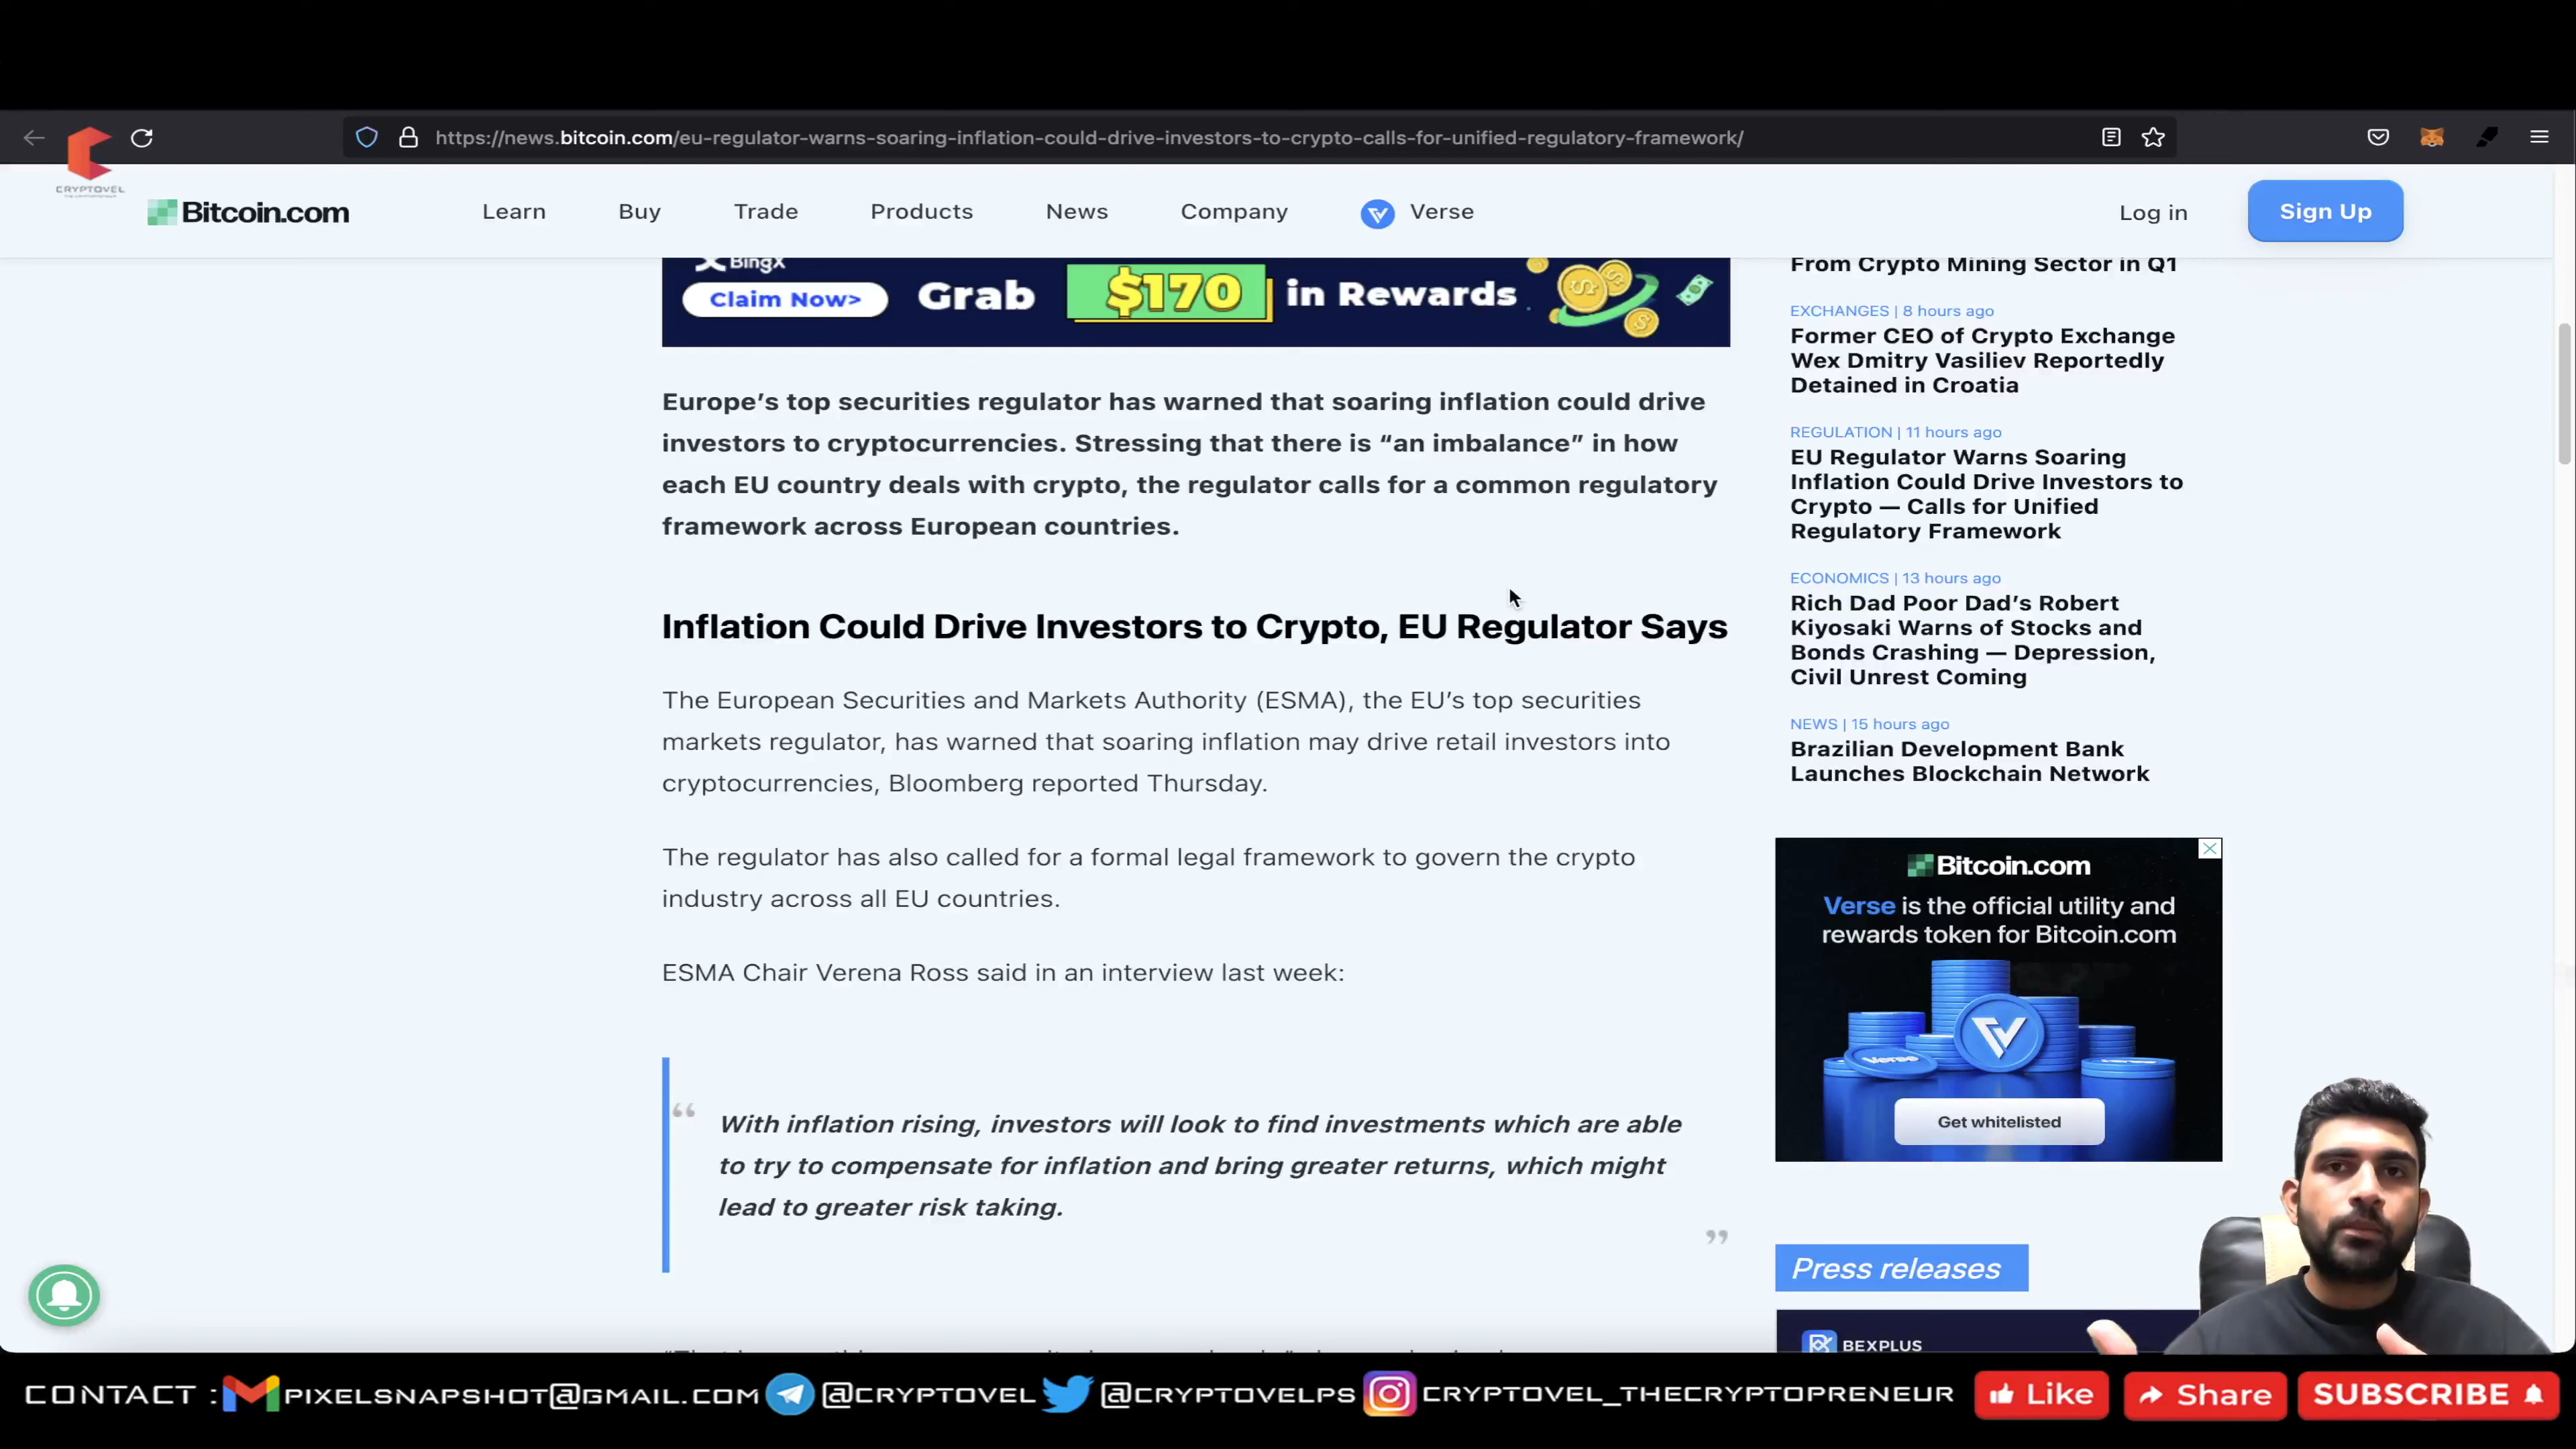 https://news.bitcoin.com/eu-regulator-warns-soaring-inflation-could-drive-investors-to-crypto-calls-for-unified-regulatory-framework/
CRYPTOVEL
Bitcoin.com
Learn
Buy
Trade
Products
News
Company
Verse
Log in
Sign Up
BingX
Claim Now>
Grab
$170
in Rewards
Europe’s top securities regulator has warned that soaring inflation could drive
investors to cryptocurrencies. Stressing that there is “an imbalance” in how
each EU country deals with crypto, the regulator calls for a common regulatory
framework across European countries.
Inflation Could Drive Investors to Crypto, EU Regulator Says
The European Securities and Markets Authority (ESMA), the EU’s top securities
markets regulator, has warned that soaring inflation may drive retail investors into
cryptocurrencies, Bloomberg reported Thursday.
The regulator has also called for a formal legal framework to govern the crypto
industry across all EU countries.
ESMA Chair Verena Ross said in an interview last week:
“
With inflation rising, investors will look to find investments which are able
to try to compensate for inflation and bring greater returns, which might
lead to greater risk taking.
”
From Crypto Mining Sector in Q1
EXCHANGES | 8 hours ago
Former CEO of Crypto Exchange
Wex Dmitry Vasiliev Reportedly
Detained in Croatia
REGULATION | 11 hours ago
EU Regulator Warns Soaring
Inflation Could Drive Investors to
Crypto — Calls for Unified
Regulatory Framework
ECONOMICS | 13 hours ago
Rich Dad Poor Dad’s Robert
Kiyosaki Warns of Stocks and
Bonds Crashing — Depression,
Civil Unrest Coming
NEWS | 15 hours ago
Brazilian Development Bank
Launches Blockchain Network
Bitcoin.com
Verse is the official utility and
rewards token for Bitcoin.com
Verse
Get whitelisted
Press releases
BEXPLUS
CONTACT : PIXELSNAPSHOT@GMAIL.COM @CRYPTOVEL @CRYPTOVELPS CRYPTOVEL_THECRYPTOPRENEUR Like Share SUBSCRIBE